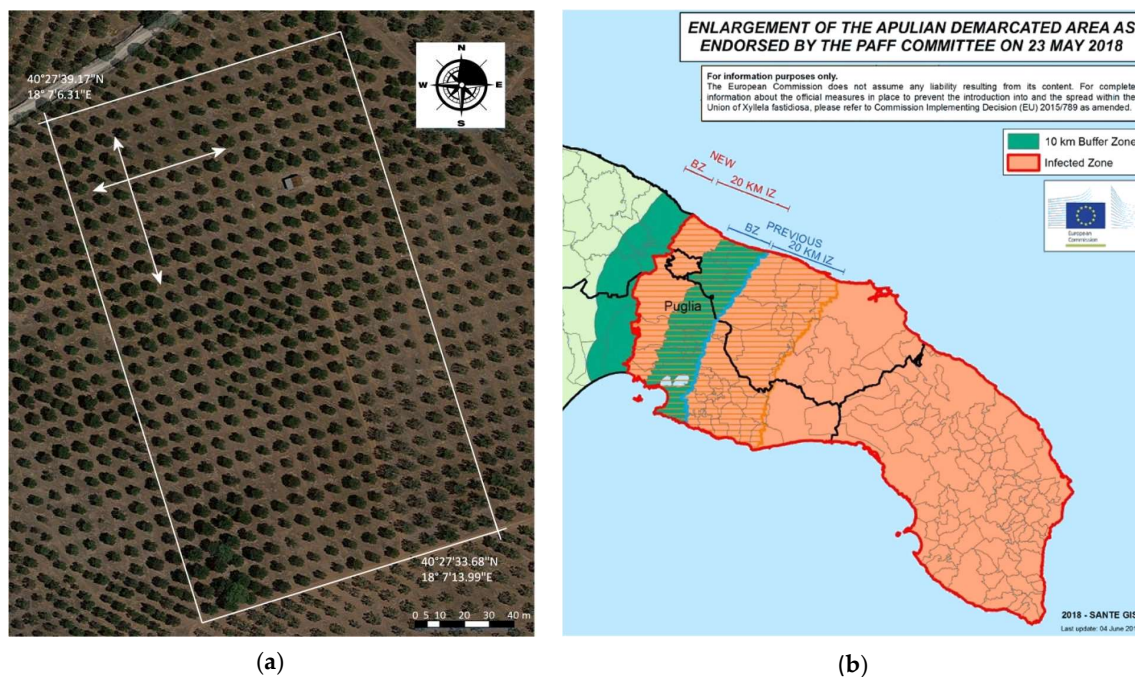 40°27'39.17"N
18° 7'6.31"E
N
W
E
S
40°27'33.68"N
18° 7'13.99"E
0 5 10 20 30 40 m
(a)
ENLARGEMENT OF THE APULIAN DEMARCATED AREA AS
ENDORSED BY THE PAFF COMMITTEE ON 23 MAY 2018
For information purposes only.
The European Commission does not assume any liability resulting from its content. For complete
information about the official measures in place to prevent the introduction into and the spread within the
Union of Xyllela fastidiosa, please refer to Commission Implementing Decision (EU) 2015/789 as amended.
10 km Buffer Zone
Infected Zone
European
Commission
NEW
BZ
20 KM IZ
PREVIOUS
BZ
20 KM IZ
Puglia
2018 - SANTE GIS
Last update: 04 June 201
(b)